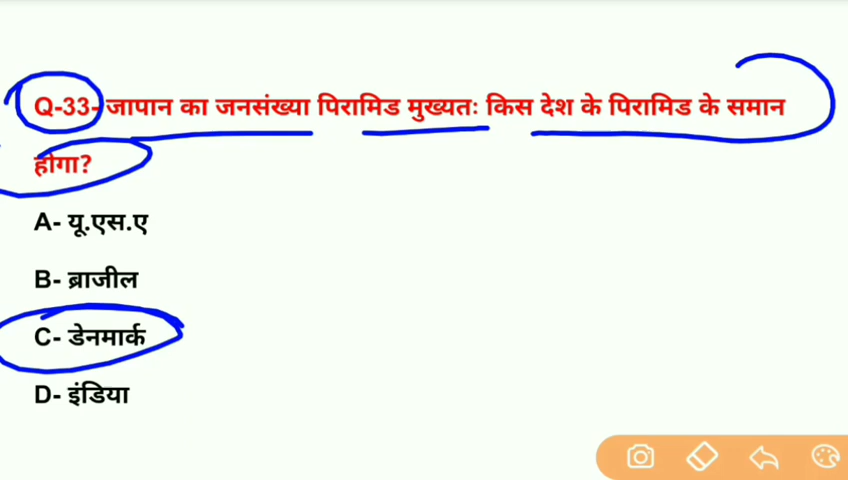 Q-33- जापान का जनसंख्या पिरामिड मुख्यतः किस देश के पिरामिड के समान
होगा?
A- यू.एस.ए
B- ब्राजील
C- डेनमार्क
D- इंडिया